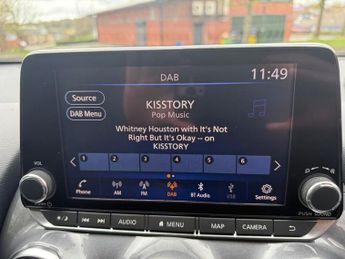 DAB
11:49
Source
DAB Menu
KISSTORY
Pop Music
Whitney Houston with It's Not
Right But It's Okay -- on
KISSTORY
1 2 3 4 5 6
Phone AM FM DAB BT Audio USB Settings
VOL
PUSH SOUND
AUDIO MENU MAP CAMERA